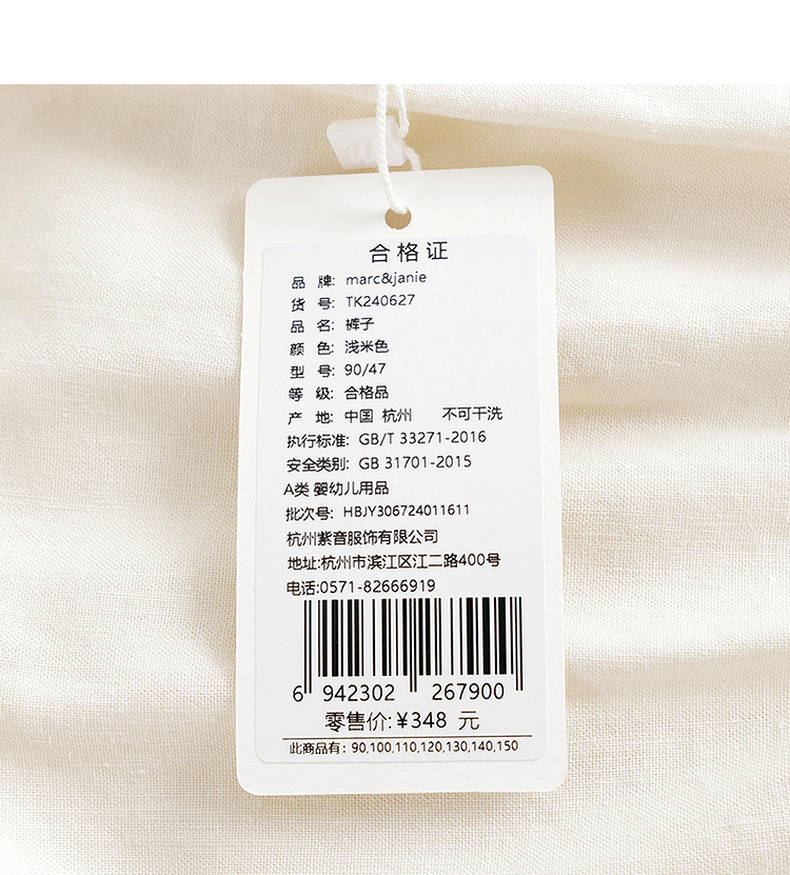 合格证
品 牌: marc&janie
货 号: TK240627
品 名: 裤子
颜 色: 浅米色
型 号: 90/47
等 级: 合格品
产 地: 中国 杭州 不可干洗
执行标准: GB/T 33271-2016
安全类别: GB 31701-2015
A类 婴幼儿用品
批次号: HBJY306724011611
杭州紫音服饰有限公司
地址:杭州市滨江区江二路400号
电话:0571-82666919
6 942302 267900
零售价:¥348 元
此商品有: 90,100,110,120,130,140,150